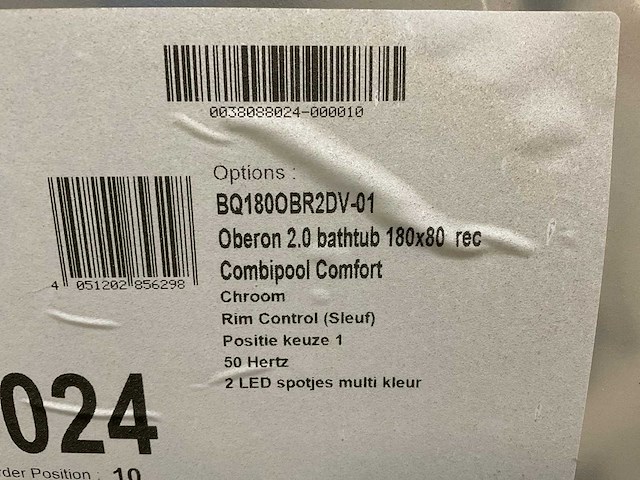 0038088024-000010
Options :
BQ180OBR2DV-01
Oberon 2.0 bathtub 180x80 rec
Combipool Comfort
4 051202 856298
Chroom
Rim Control (Sleuf)
Positie keuze 1
50 Hertz
2 LED spotjes multi kleur
024
Position : 10